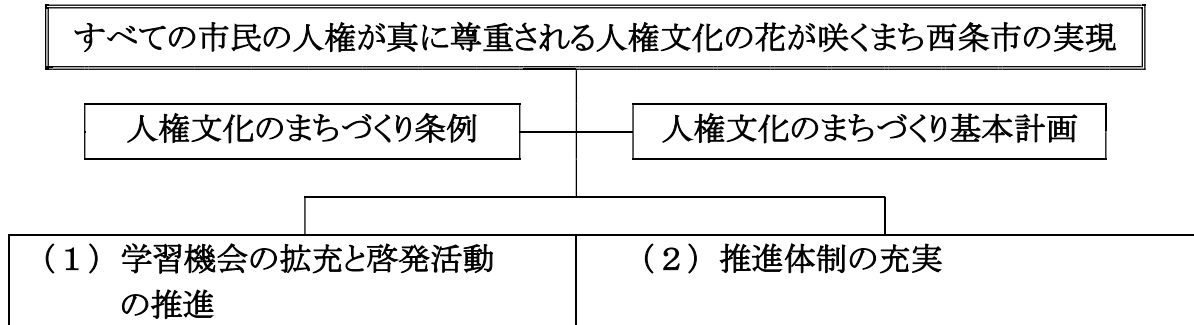 すべての市民の人権が真に尊重される人権文化の花が咲くまち西条市の実現
人権文化のまちづくり条例
人権文化のまちづくり基本計画
(1) 学習機会の拡充と啓発活動
の推進
(2) 推進体制の充実